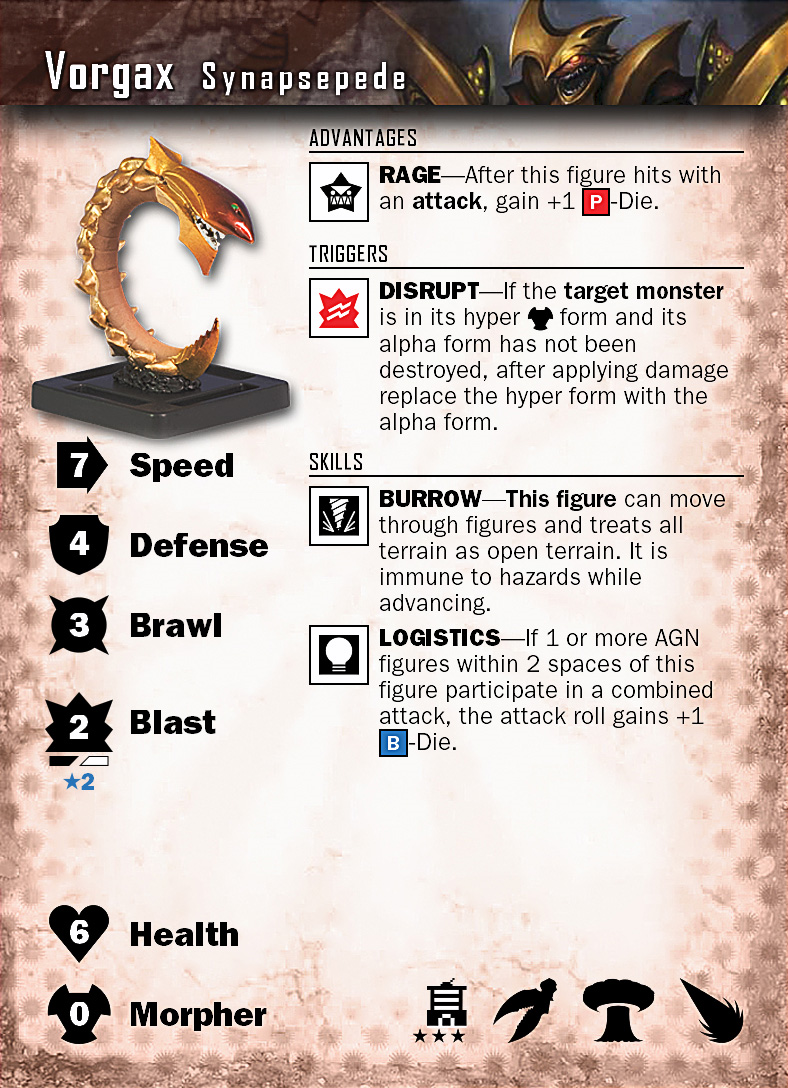 Vorgax Synapsepede
ADVANTAGES
RAGE—After this figure hits with
an attack, gain +1 P-Die.
TRIGGERS
DISRUPT—If the target monster
is in its hyper form and its
alpha form has not been
destroyed, after applying damage
replace the hyper form with the
alpha form.
SKILLS
BURROW—This figure can move
through figures and treats all
terrain as open terrain. It is
immune to hazards while
advancing.
LOGISTICS—If 1 or more AGN
figures within 2 spaces of this
figure participate in a combined
attack, the attack roll gains +1
B-Die.
7 Speed
4 Defense
3 Brawl
2 Blast
★2
6 Health
0 Morpher
★★★